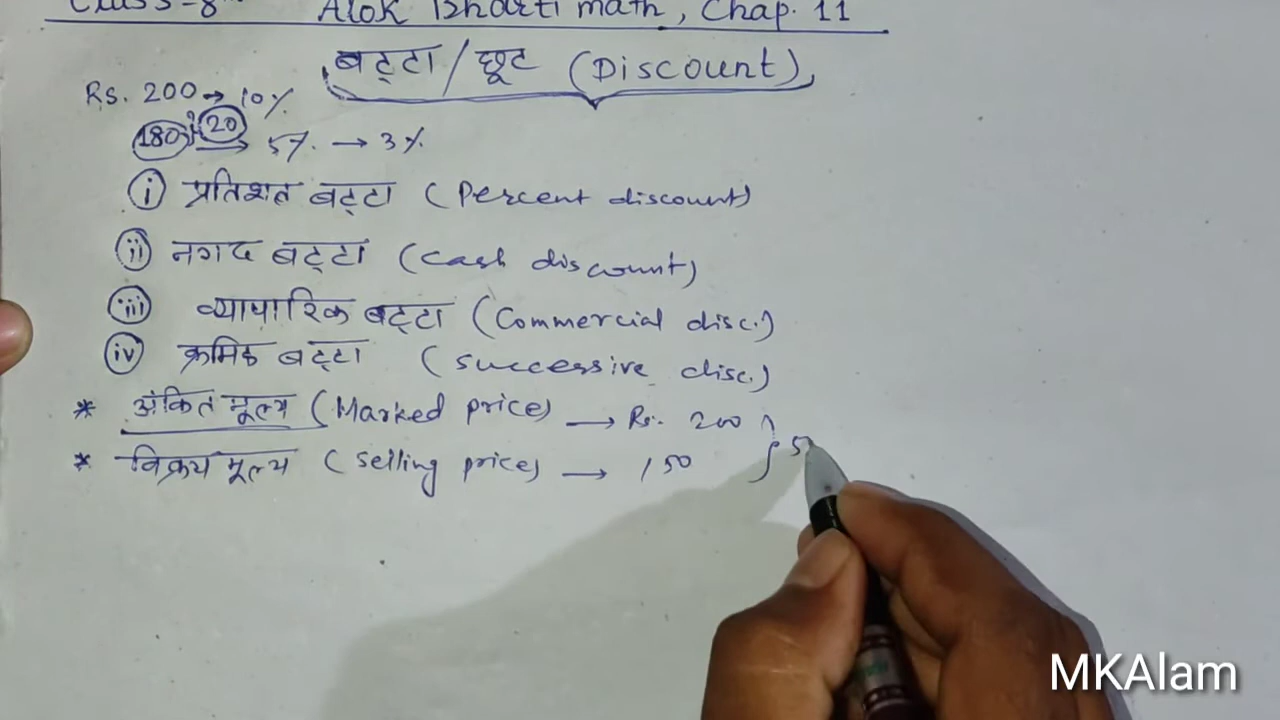 Class-8th Alok Bharti math, Chap. 11
बट्टा/छूट (Discount)
Rs. 200 → 10%
180 20 → 5% → 3%
(i) प्रतिशत बट्टा (Percent discount)
(ii) नगद बट्टा (Cash discount)
(iii) व्यापारिक बट्टा (Commercial disc.)
(iv) क्रमिक बट्टा (Successive disc.)
* अंकित मूल्य (Marked price) → Rs. 200
* विक्रय मूल्य (Selling price) → 150
MKAlam